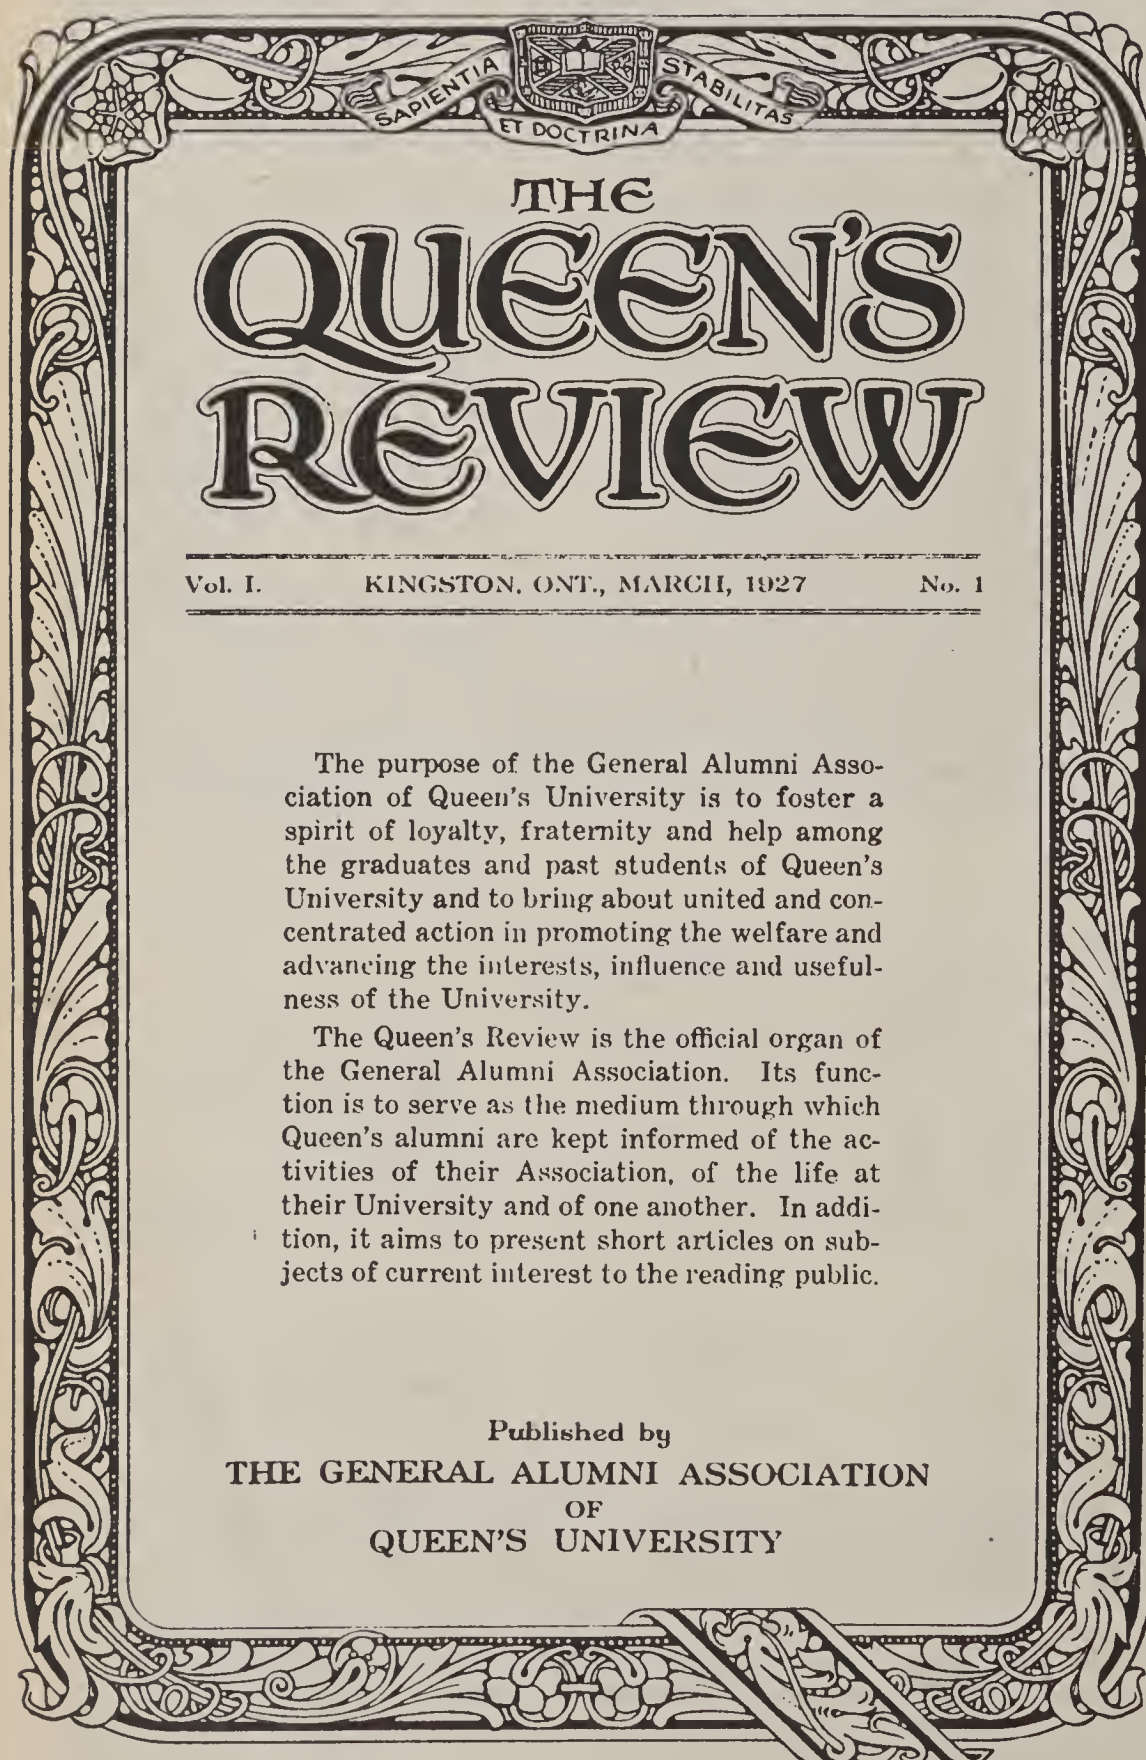 SAPIENTIA
ET DOCTRINA
STABILITAS
THE
QUEEN'S
REVIEW
Vol. I. KINGSTON, ONT., MARCH, 1927 No. 1
The purpose of the General Alumni Asso-
ciation of Queen's University is to foster a
spirit of loyalty, fraternity and help among
the graduates and past students of Queen's
University and to bring about united and con-
centrated action in promoting the welfare and
advancing the interests, influence and useful-
ness of the University.
The Queen's Review is the official organ of
the General Alumni Association. Its func-
tion is to serve as the medium through which
Queen's alumni are kept informed of the ac-
tivities of their Association, of the life at
their University and of one another. In addi-
tion, it aims to present short articles on sub-
jects of current interest to the reading public.
Published by
THE GENERAL ALUMNI ASSOCIATION
OF
QUEEN'S UNIVERSITY